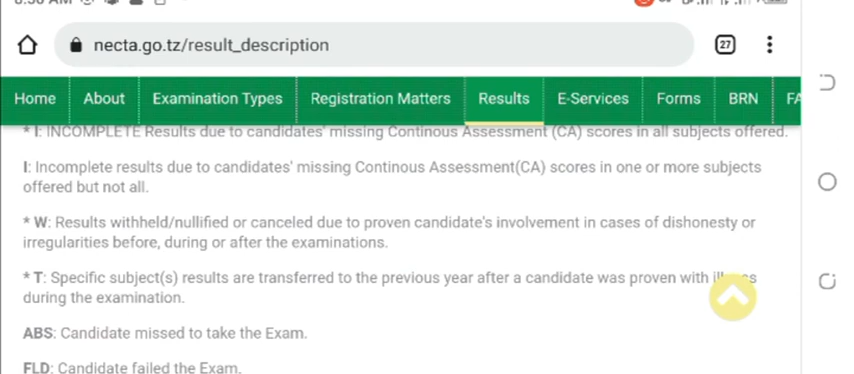 8:58 AM
necta.go.tz/result_description
27
Home About Examination Types Registration Matters Results E-Services Forms BRN FA
* I: INCOMPLETE Results due to candidates' missing Continous Assessment (CA) scores in all subjects offered.
I: Incomplete results due to candidates' missing Continous Assessment(CA) scores in one or more subjects
offered but not all.
* W: Results withheld/nullified or canceled due to proven candidate's involvement in cases of dishonesty or
irregularities before, during or after the examinations.
* T: Specific subject(s) results are transferred to the previous year after a candidate was proven with illness
during the examination.
ABS: Candidate missed to take the Exam.
FLD: Candidate failed the Exam.